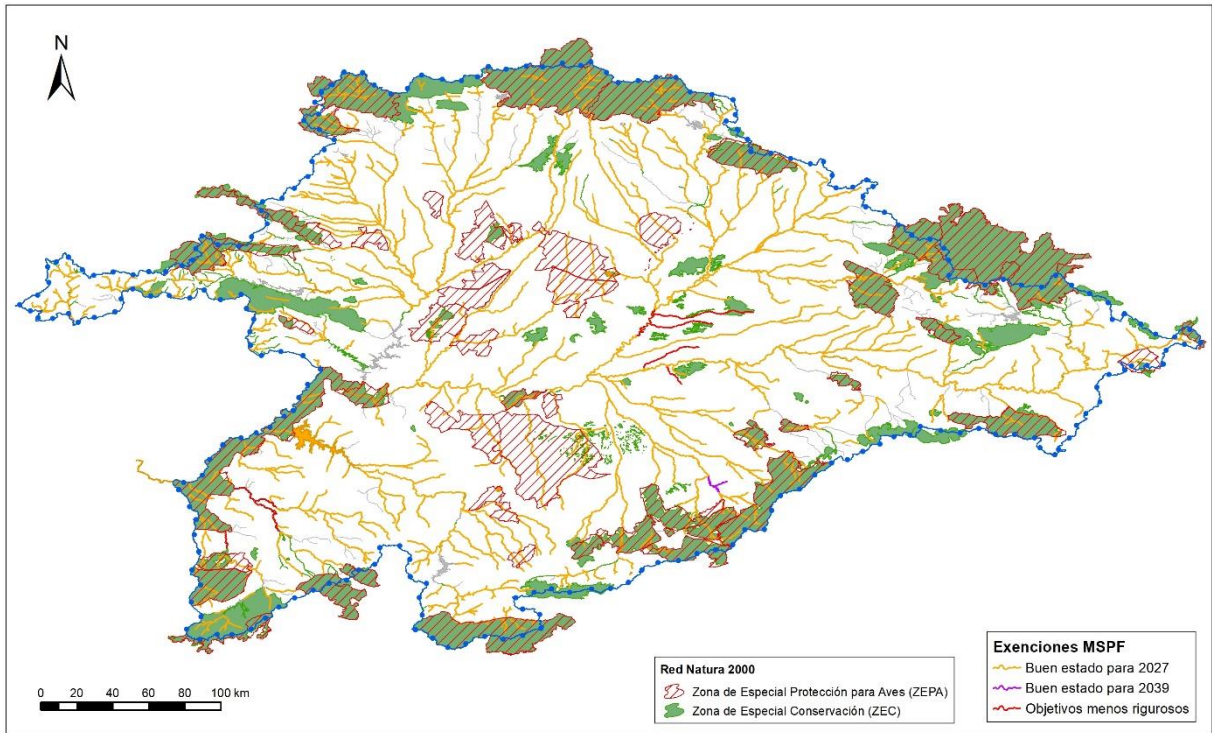 N
0 20 40 60 80 100 km
Red Natura 2000
Zona de Especial Protección para Aves (ZEPA)
Zona de Especial Conservación (ZEC)
Exenciones MSPF
Buen estado para 2027
Buen estado para 2039
Objetivos menos rigurosos